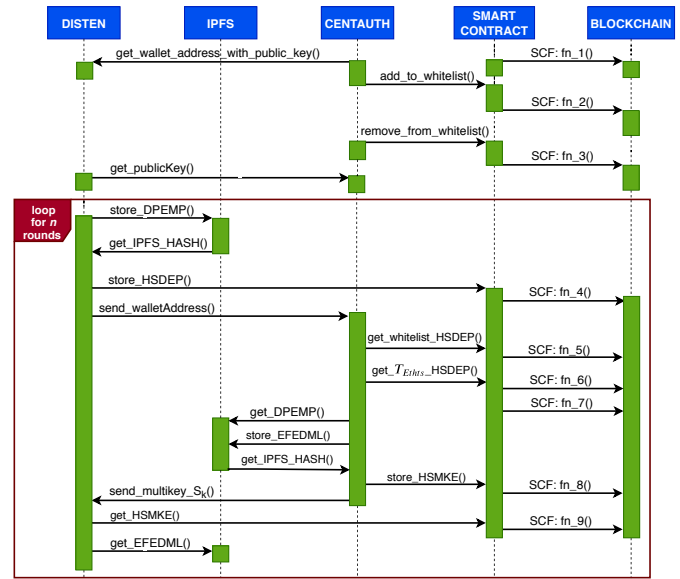 DISTEN
IPFS
CENTAUTH
SMART
CONTRACT
BLOCKCHAIN
get_wallet_address_with_public_key()
SCF: fn_1()
add_to_whitelist()
SCF: fn_2()
remove_from_whitelist()
SCF: fn_3()
get_publicKey()
loop
for n
rounds
store_DPEMP()
get_IPFS_HASH()
store_HSDEP()
SCF: fn_4()
send_walletAddress()
get_whitelist_HSDEP()
SCF: fn_5()
get_T_Ethts_HSDEP()
SCF: fn_6()
SCF: fn_7()
get_DPEMP()
store_EFEDML()
get_IPFS_HASH()
store_HSMKE()
SCF: fn_8()
send_multikey_S_k()
get_HSMKE()
SCF: fn_9()
get_EFEDML()